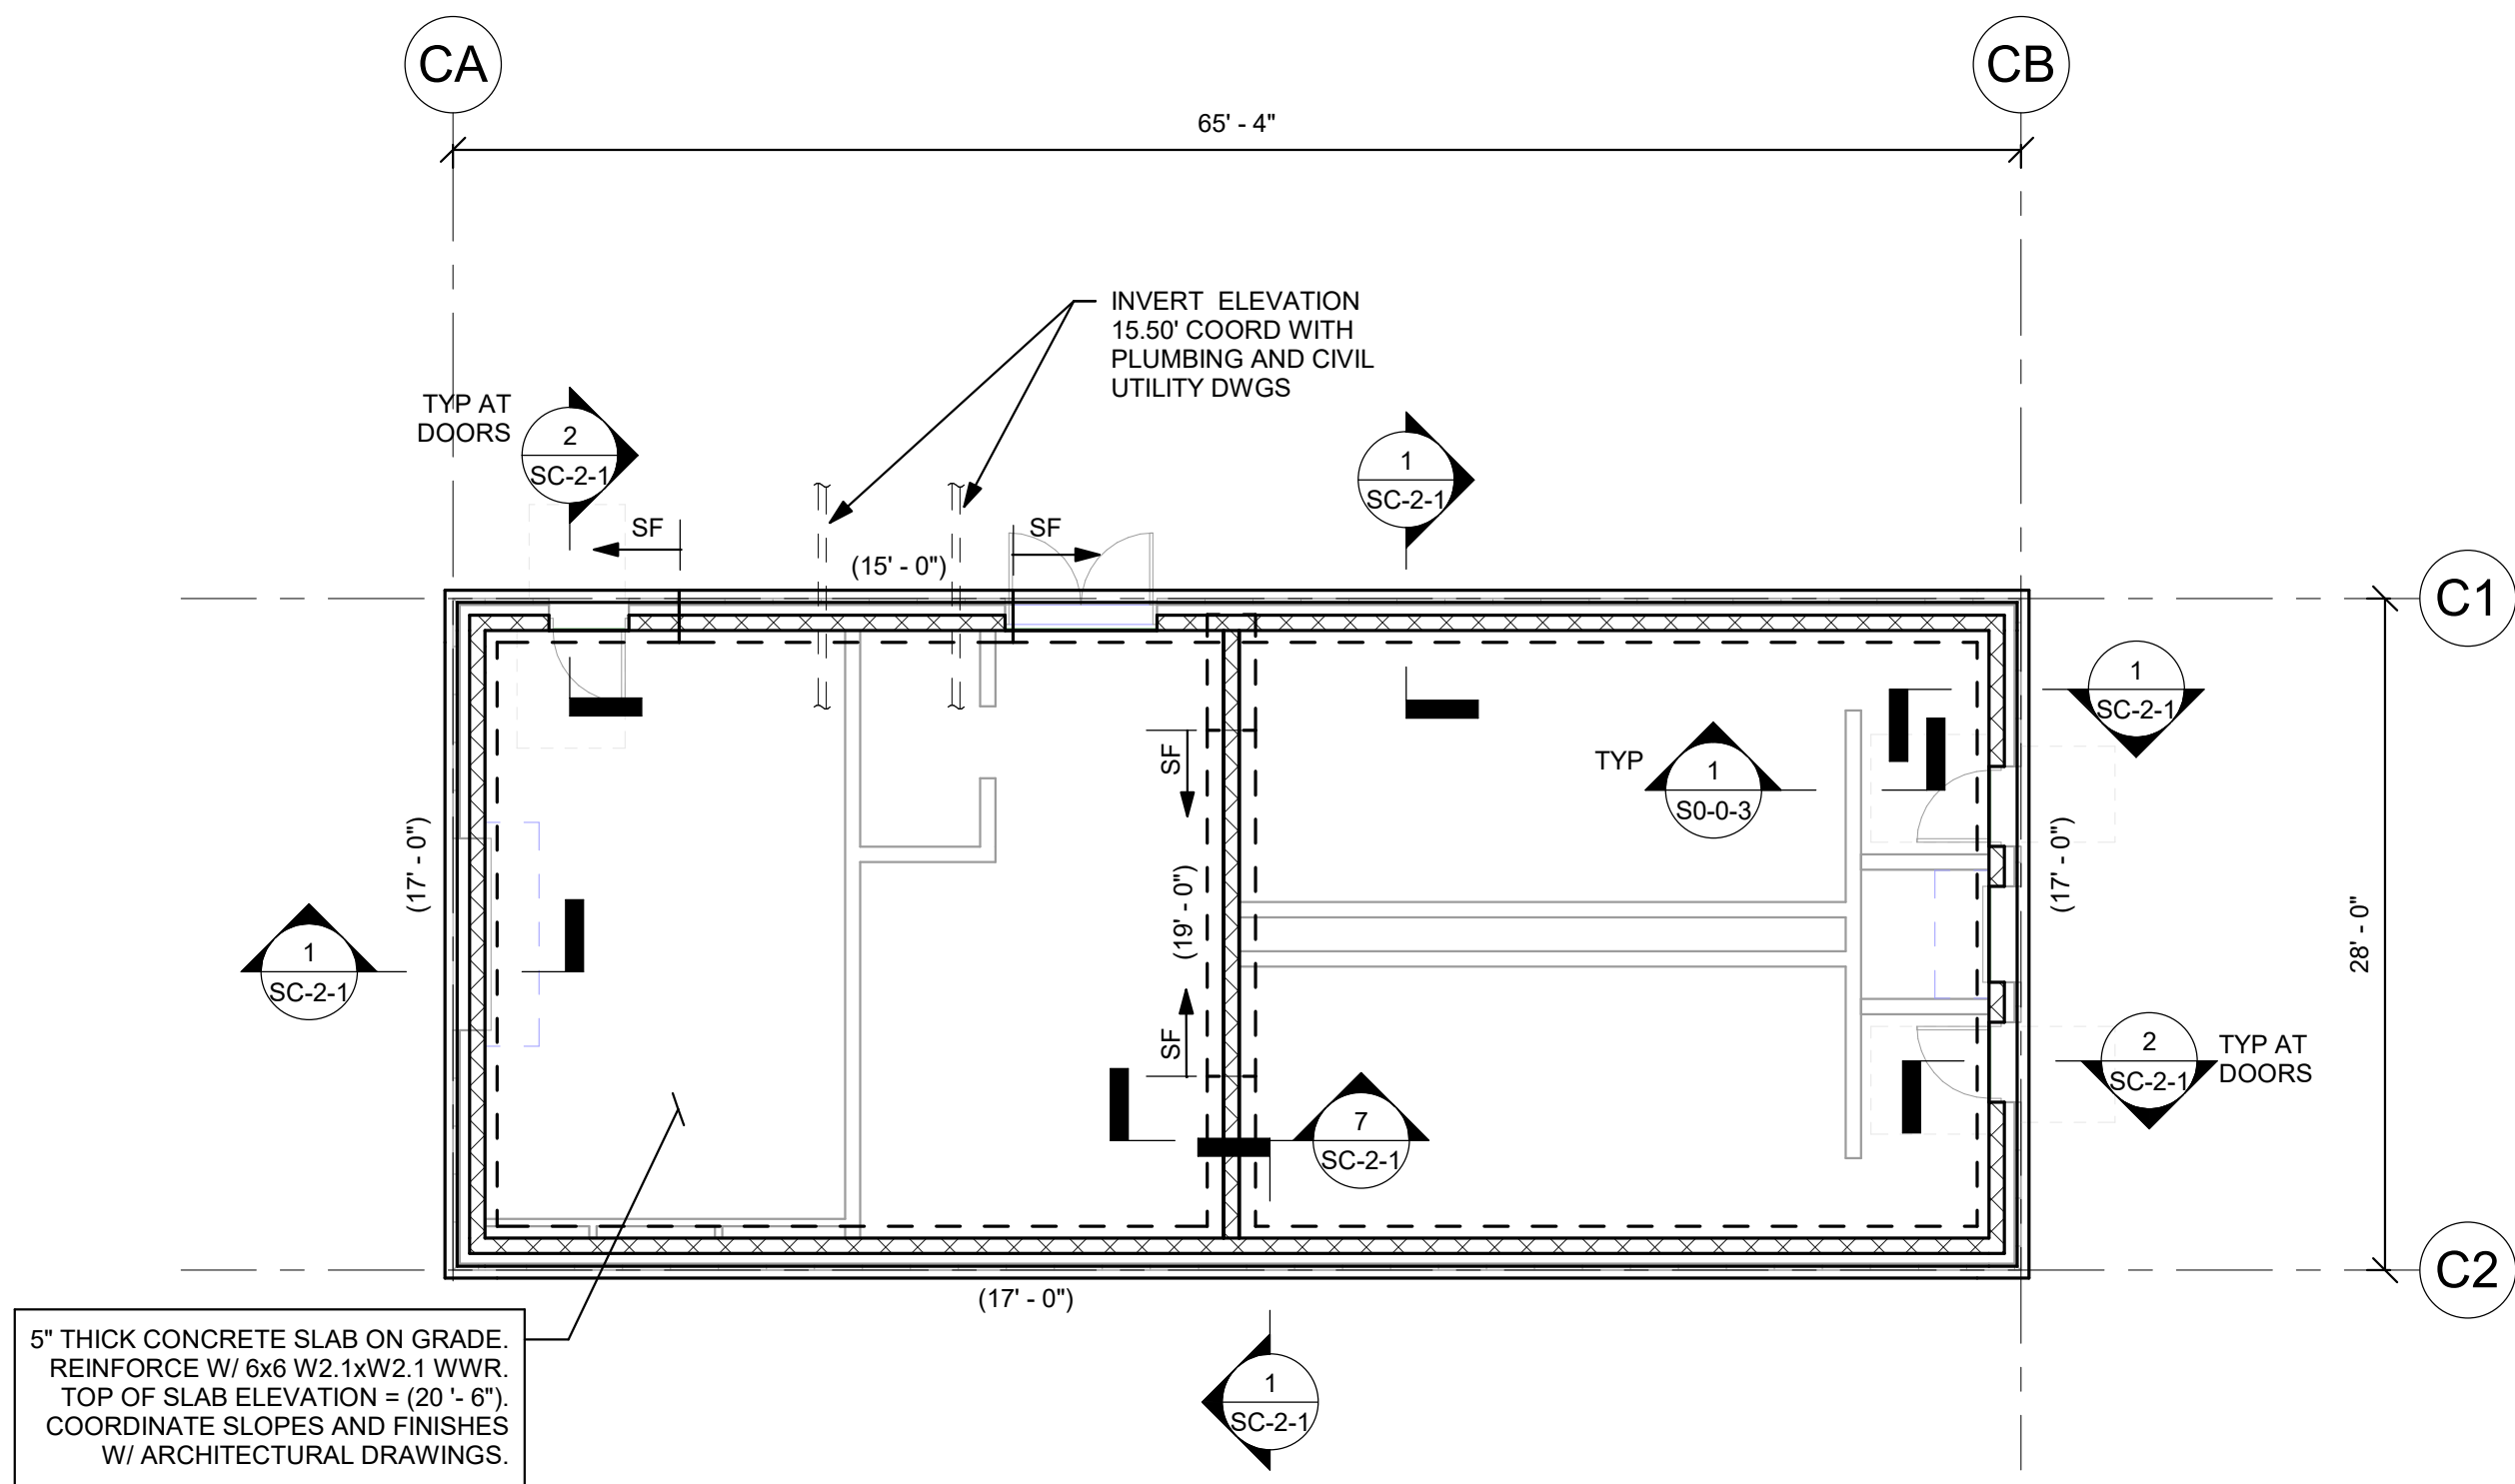 CA
CB
65' - 4"
INVERT ELEVATION
15.50' COORD WITH
PLUMBING AND CIVIL
UTILITY DWGS
TYP AT
DOORS
2
SC-2-1
1
SC-2-1
SF
SF
(15' - 0")
C1
1
SC-2-1
SF
TYP
1
S0-0-3
(17' - 0")
(19' - 0")
(17' - 0")
28' - 0"
1
SC-2-1
SF
2
SC-2-1
TYP AT
DOORS
7
SC-2-1
C2
(17' - 0")
5" THICK CONCRETE SLAB ON GRADE.
REINFORCE W/ 6x6 W2.1xW2.1 WWR.
TOP OF SLAB ELEVATION = (20 '- 6").
COORDINATE SLOPES AND FINISHES
W/ ARCHITECTURAL DRAWINGS.
1
SC-2-1